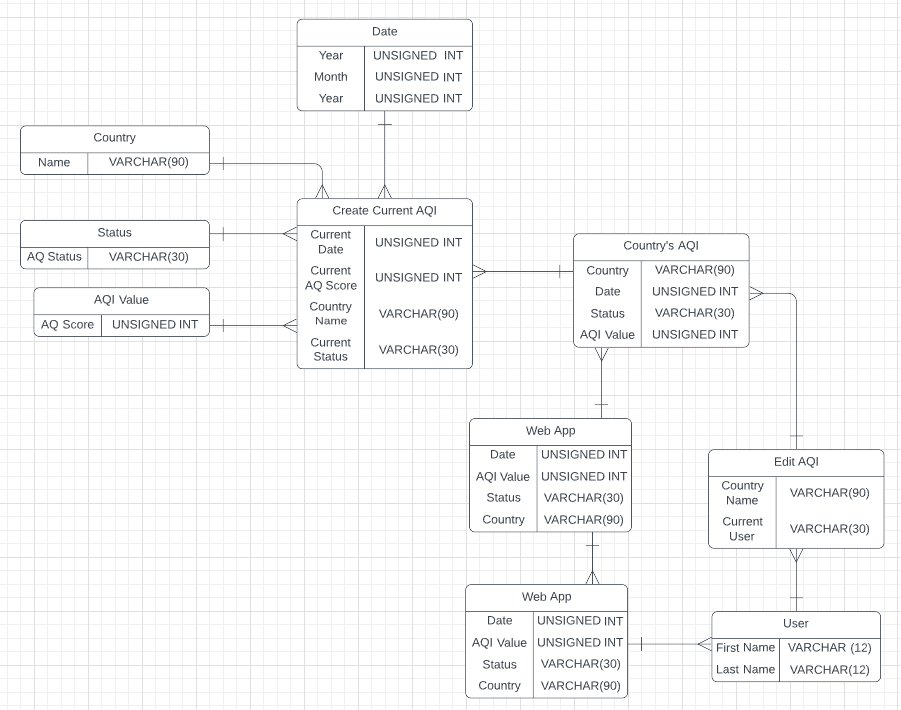 Date
Year UNSIGNED INT
Month UNSIGNED INT
Year UNSIGNED INT
Country
Name VARCHAR(90)
Status
AQ Status VARCHAR(30)
AQI Value
AQ Score UNSIGNED INT
Create Current AQI
Current
Date
UNSIGNED INT
Current
AQ Score
UNSIGNED INT
Country
Name
VARCHAR(90)
Current
Status
VARCHAR(30)
Country's AQI
Country VARCHAR(90)
Date UNSIGNED INT
Status VARCHAR(30)
AQI Value UNSIGNED INT
Web App
Date UNSIGNED INT
AQI Value UNSIGNED INT
Status VARCHAR(30)
Country VARCHAR(90)
Edit AQI
Country
Name
VARCHAR(90)
Current
User
VARCHAR(30)
Web App
Date UNSIGNED INT
AQI Value UNSIGNED INT
Status VARCHAR(30)
Country VARCHAR(90)
User
First Name VARCHAR (12)
Last Name VARCHAR(12)